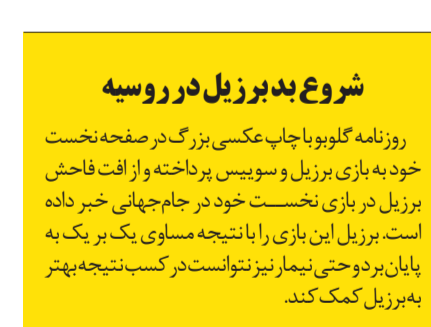 شروع بد برزیل در روسیه
روزنامه گلوبو با چاپ عکسی بزرگ در صفحه نخست
خود به بازی برزیل و سوییس پرداخته و از افت فاحش
برزیل در بازی نخست خود در جام‌جهانی خبر داده
است. برزیل این بازی را با نتیجه مساوی یک بر یک به
پایان برد و حتی نیمار نیز نتوانست در کسب نتیجه بهتر
به برزیل کمک کند.